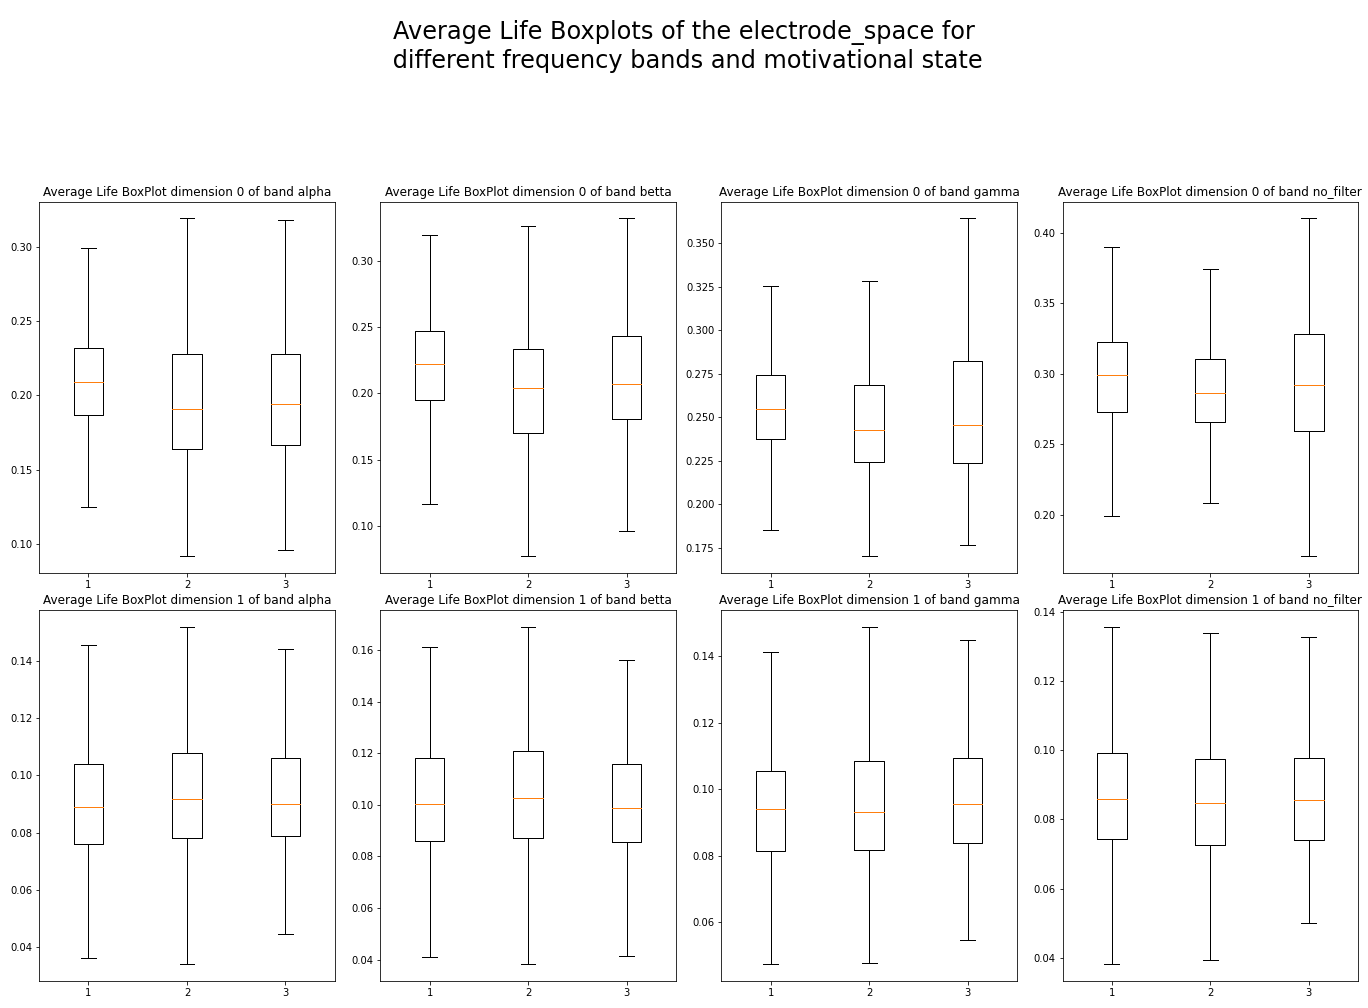 Average Life Boxplots of the electrode_space for
different frequency bands and motivational state
Average Life BoxPlot dimension 0 of band alpha
0.30
0.25
0.20
0.15
0.10
1 2 3
Average Life BoxPlot dimension 0 of band betta
0.30
0.25
0.20
0.15
0.10
1 2 3
Average Life BoxPlot dimension 0 of band gamma
0.350
0.325
0.300
0.275
0.250
0.225
0.200
0.175
1 2 3
Average Life BoxPlot dimension 0 of band no_filter
0.40
0.35
0.30
0.25
0.20
1 2 3
Average Life BoxPlot dimension 1 of band alpha
0.14
0.12
0.10
0.08
0.06
0.04
1 2 3
Average Life BoxPlot dimension 1 of band betta
0.16
0.14
0.12
0.10
0.08
0.06
0.04
1 2 3
Average Life BoxPlot dimension 1 of band gamma
0.14
0.12
0.10
0.08
0.06
1 2 3
Average Life BoxPlot dimension 1 of band no_filter
0.14
0.12
0.10
0.08
0.06
0.04
1 2 3